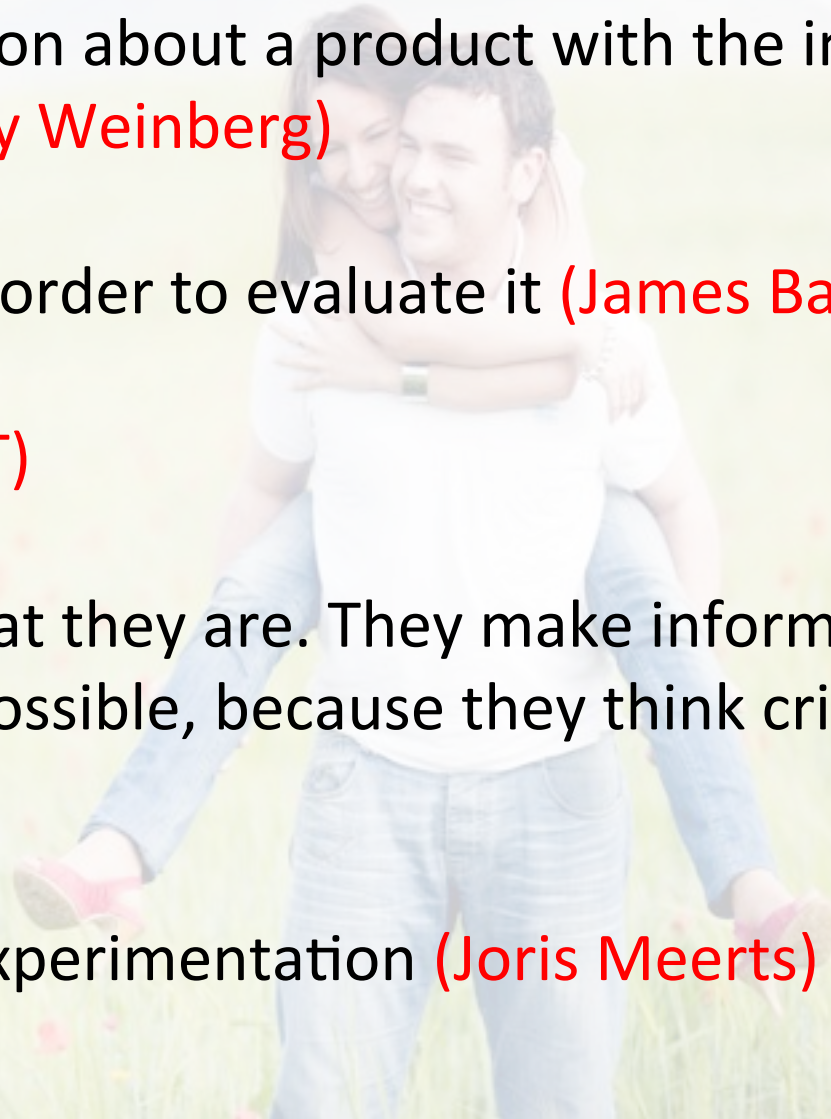 on about a product with the in
y Weinberg)
order to evaluate it (James Ba
T)
at they are. They make inform
ossible, because they think cri
xperimentation (Joris Meerts)